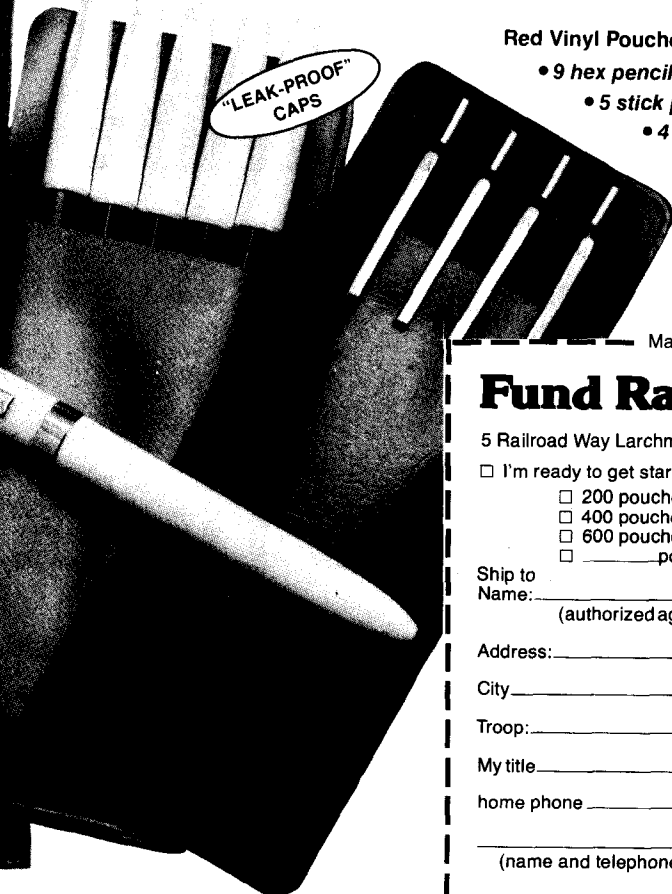 Red Vinyl Pouche
• 9 hex pencil
• 5 stick
• 4
"LEAK-PROOF"
CAPS
Ma
Fund Ra
5 Railroad Way Larchm
☐ I'm ready to get star
☐ 200 pouche
☐ 400 pouche
☐ 600 pouche
☐ ______po
Ship to
Name:
(authorized ag
Address:
City
Troop:
My title
home phone
(name and telephone